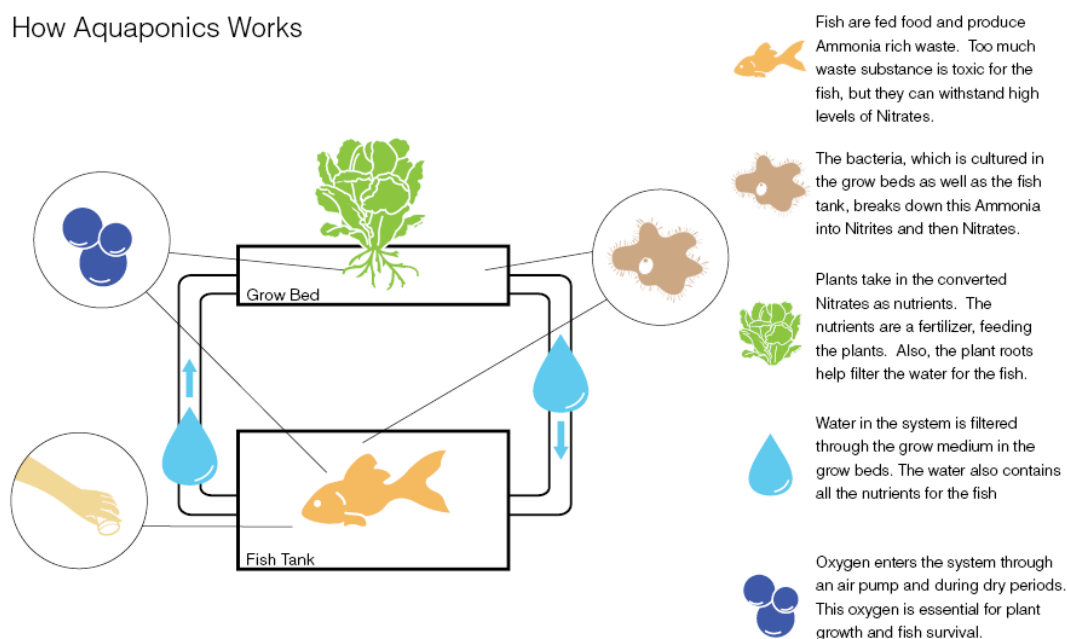 How Aquaponics Works
Grow Bed
Fish Tank
Fish are fed food and produce
Ammonia rich waste.  Too much
waste substance is toxic for the
fish, but they can withstand high
levels of Nitrates.
The bacteria, which is cultured in
the grow beds as well as the fish
tank, breaks down this Ammonia
into Nitrites and then Nitrates.
Plants take in the converted
Nitrates as nutrients.  The
nutrients are a fertilizer, feeding
the plants.  Also, the plant roots
help filter the water for the fish.
Water in the system is filtered
through the grow medium in the
grow beds. The water also contains
all the nutrients for the fish
Oxygen enters the system through
an air pump and during dry periods.
This oxygen is essential for plant
growth and fish survival.